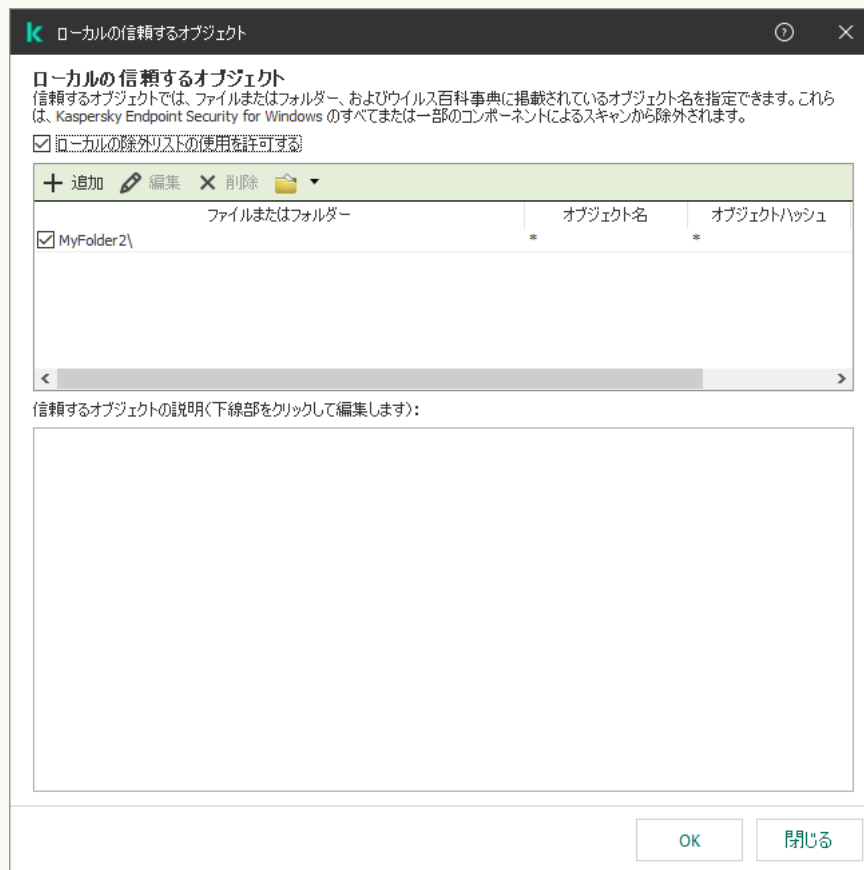 ローカルの信頼するオブジェクト
ローカルの信頼するオブジェクト
信頼するオブジェクトでは、ファイルまたはフォルダー、およびウイルス百科事典に掲載されているオブジェクト名を指定できます。これら
は、Kaspersky Endpoint Security for Windows のすべてまたは一部のコンポーネントによるスキャンから除外されます。
ローカルの除外リストの使用を許可する
追加 編集 削除
ファイルまたはフォルダー オブジェクト名 オブジェクトハッシュ
MyFolder2\ * *
信頼するオブジェクトの説明(下線部をクリックして編集します):
OK 閉じる